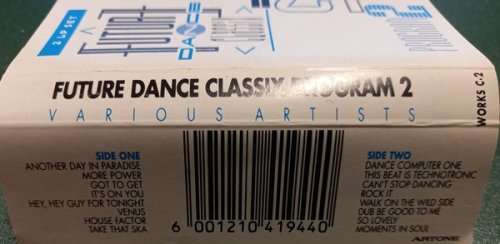 2 LP SET
FUTURE
DANCE
FUTURE DANCE CLASSIX PROGRAM 2
VARIOUS ARTISTS
WORKS C-2
SIDE ONE
ANOTHER DAY IN PARADISE
MORE POWER
GOT TO GET
IT'S ON YOU
HEY, HEY GUY FOR TONIGHT
VENUS
HOUSE FACTOR
TAKE THAT SKA
6 001210 419440
SIDE TWO
DANCE COMPUTER ONE
THIS BEAT IS TECHNOTRONIC
CAN'T STOP DANCING
ROCK IT
WALK ON THE WILD SIDE
DUB BE GOOD TO ME
SO LOVELY
MOMENTS IN SOUL
ARTONE